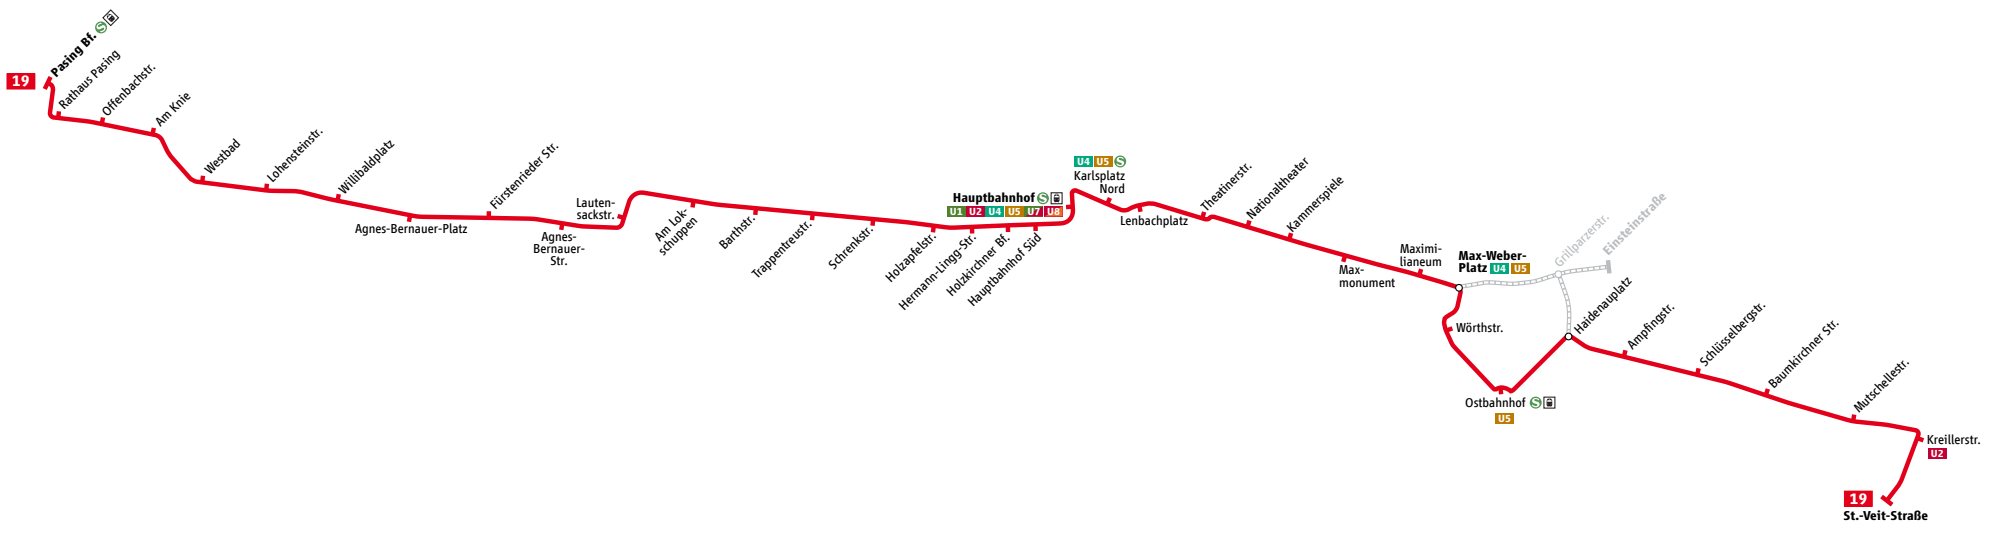 19
Pasing Bf. S
Rathaus Pasing
Offenbachstr.
Am Knie
Westbad
Lohensteinstr.
Willibaldplatz
Agnes-Bernauer-Platz
Fürstenrieder Str.
Agnes-
Bernauer-
Str.
Lauten-
sackstr.
Am Lok-
schuppen
Barthstr.
Trappentreustr.
Schrenkstr.
Holzapfelstr.
Hermann-Lingg-Str.
Holzkirchner Bf.
Hauptbahnhof Süd
Hauptbahnhof S
U1 U2 U4 U5 U7 U8
U4 U5 S
Karlsplatz
Nord
Lenbachplatz
Theatinerstr.
Nationaltheater
Kammerspiele
Max-
monument
Maximi-
lianeum
Max-Weber-
Platz U4 U5
Grillparzerstr.
Einsteinstraße
Wörthstr.
Ostbahnhof S
U5
Haidenauplatz
Ampfingstr.
Schlüsselbergstr.
Baumkirchner Str.
Mutschellestr.
Kreillerstr.
U2
19
St.-Veit-Straße